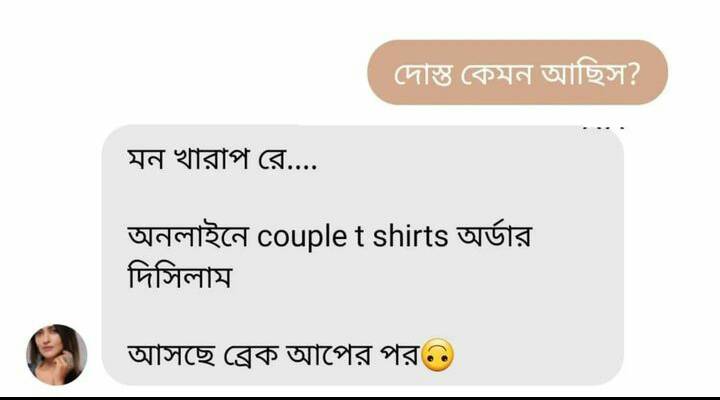 দোস্ত কেমন আছিস?
মন খারাপ রে....
অনলাইনে couple t shirts অর্ডার
দিসিলাম
আসছে ব্রেক আপের পর🙃